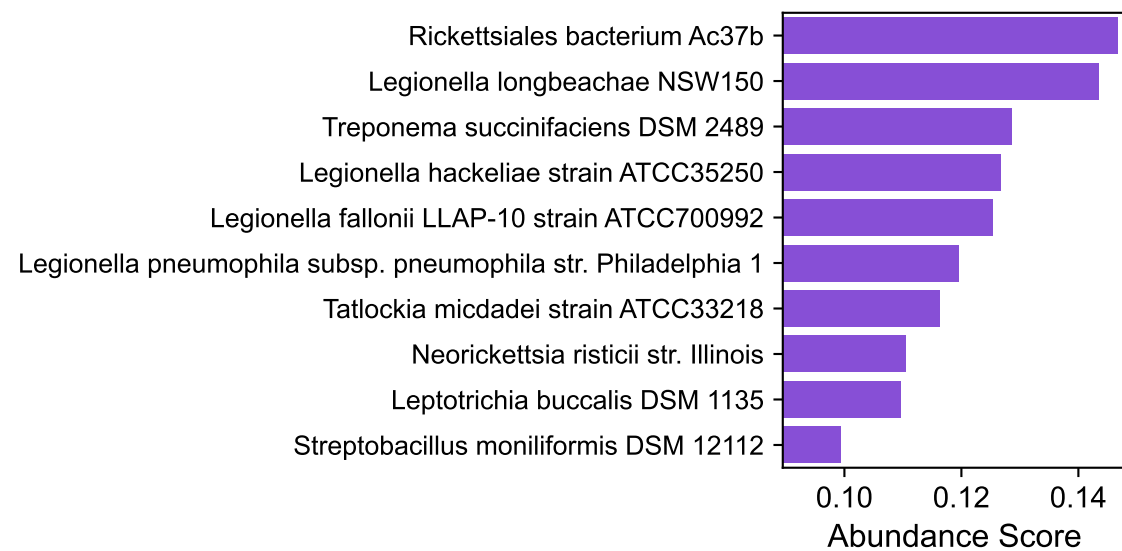 Rickettsiales bacterium Ac37b
Legionella longbeachae NSW150
Treponema succinifaciens DSM 2489
Legionella hackeliae strain ATCC35250
Legionella fallonii LLAP-10 strain ATCC700992
Legionella pneumophila subsp. pneumophila str. Philadelphia 1
Tatlockia micdadei strain ATCC33218
Neorickettsia risticii str. Illinois
Leptotrichia buccalis DSM 1135
Streptobacillus moniliformis DSM 12112
0.10 0.12 0.14
Abundance Score